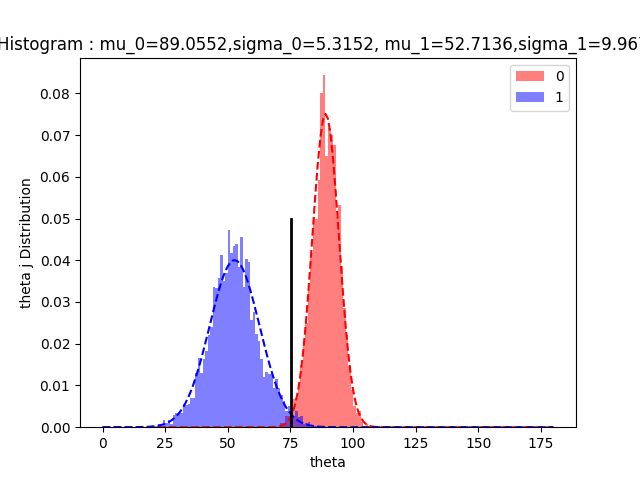 Histogram : mu_0=89.0552,sigma_0=5.3152, mu_1=52.7136,sigma_1=9.967
0
1
theta j Distribution
0.08
0.07
0.06
0.05
0.04
0.03
0.02
0.01
0.00
0 25 50 75 100 125 150 175
theta